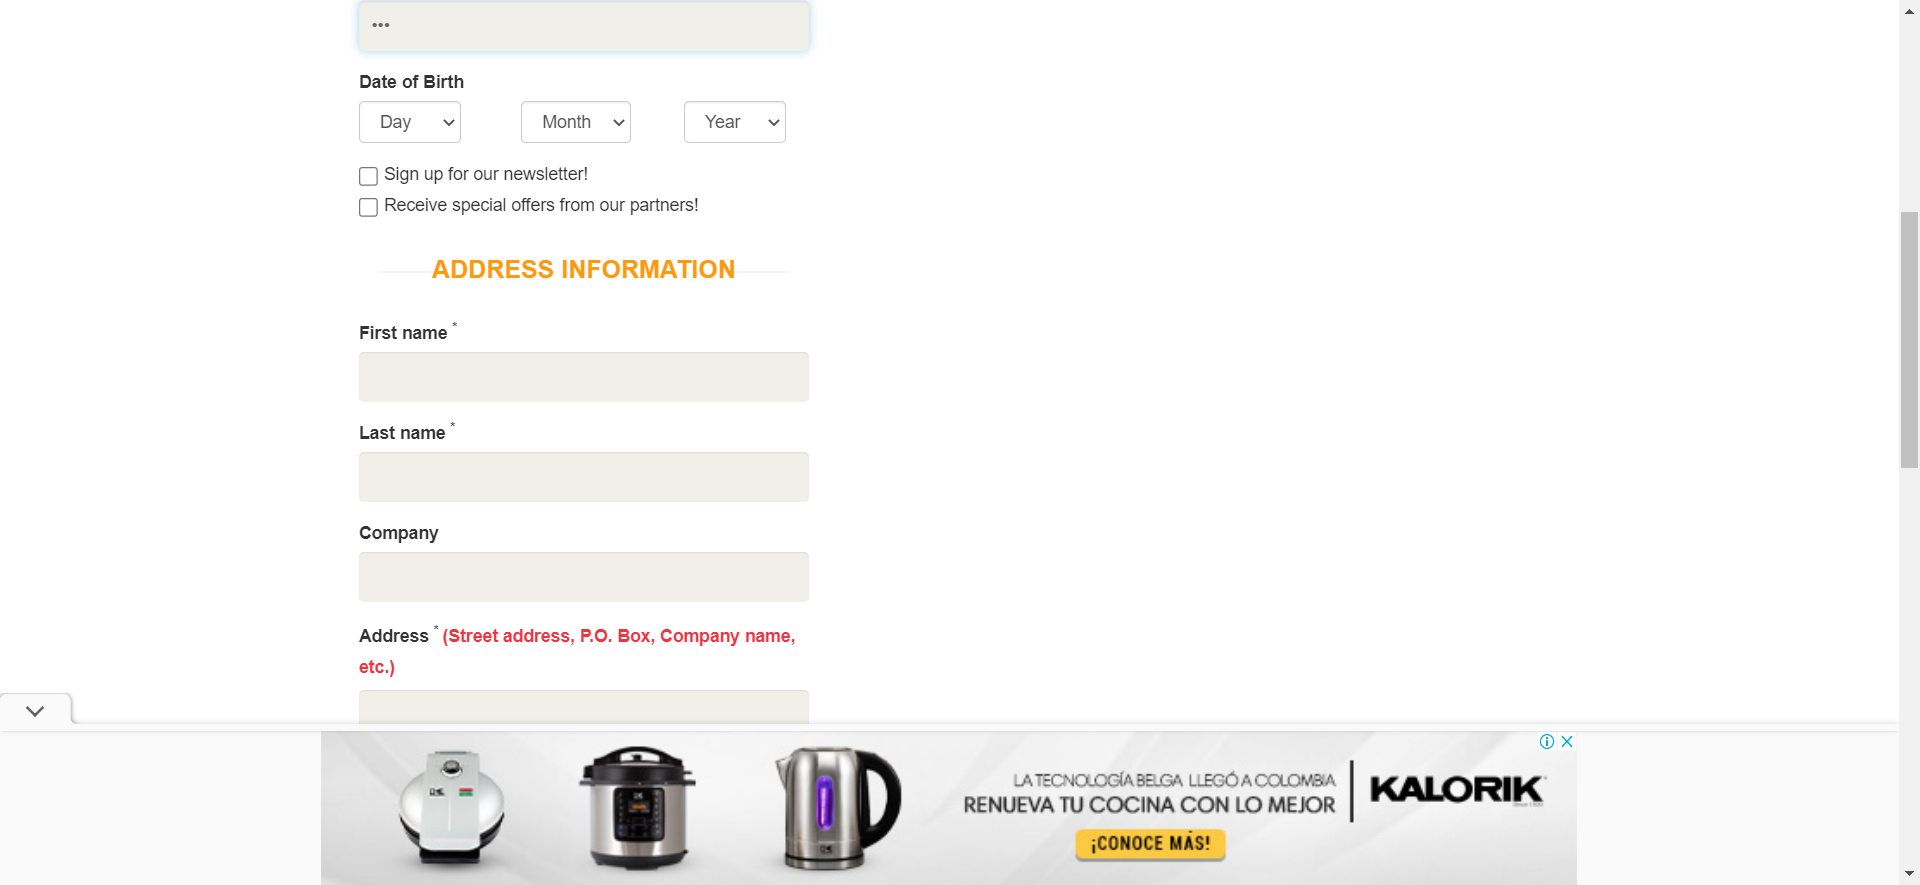 •••
Date of Birth
Day Month Year
Sign up for our newsletter!
Receive special offers from our partners!
ADDRESS INFORMATION
First name *
Last name *
Company
Address * (Street address, P.O. Box, Company name,
etc.)
LA TECNOLOGÍA BELGA LLEGÓ A COLOMBIA
RENUEVA TU COCINA CON LO MEJOR
¡CONOCE MÁS!
KALORIK